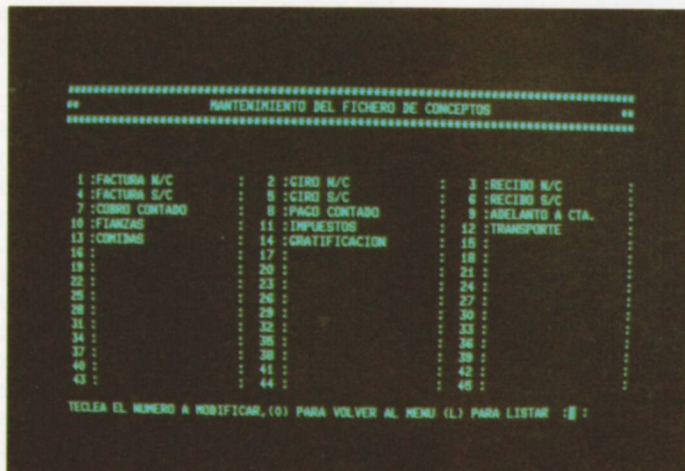 ************************************************************
** MANTENIMIENTO DEL FICHERO DE CONCEPTOS **
************************************************************
1 :FACTURA N/C : 2 :GIRO N/C : 3 :RECIBO N/C :
4 :FACTURA S/C : 5 :GIRO S/C : 6 :RECIBO S/C :
7 :COBRO CONTADO : 8 :PAGO CONTADO : 9 :ADELANTO A CTA. :
10 :FIANZAS : 11 :IMPUESTOS : 12 :TRANSPORTE :
13 :COMIDAS : 14 :GRATIFICACION : 15 : :
16 : : 17 : : 18 : :
19 : : 20 : : 21 : :
22 : : 23 : : 24 : :
25 : : 26 : : 27 : :
28 : : 29 : : 30 : :
31 : : 32 : : 33 : :
34 : : 35 : : 36 : :
37 : : 38 : : 39 : :
40 : : 41 : : 42 : :
43 : : 44 : : 45 : :
TECLEA EL NUMERO A MODIFICAR,(0) PARA VOLVER AL MENU (L) PARA LISTAR : :